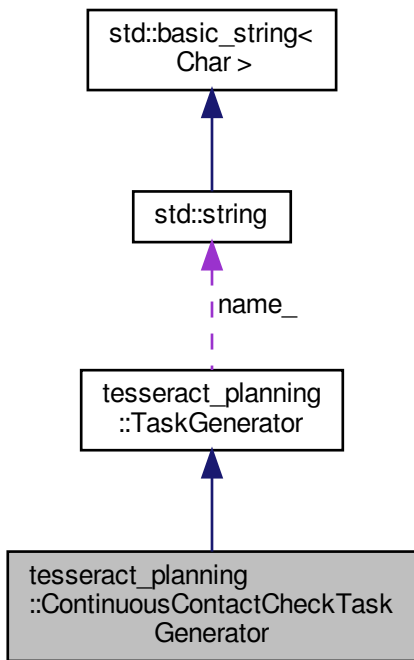 std::basic_string<
Char >
std::string
name_
tesseract_planning
::TaskGenerator
tesseract_planning
::ContinuousContactCheckTask
Generator